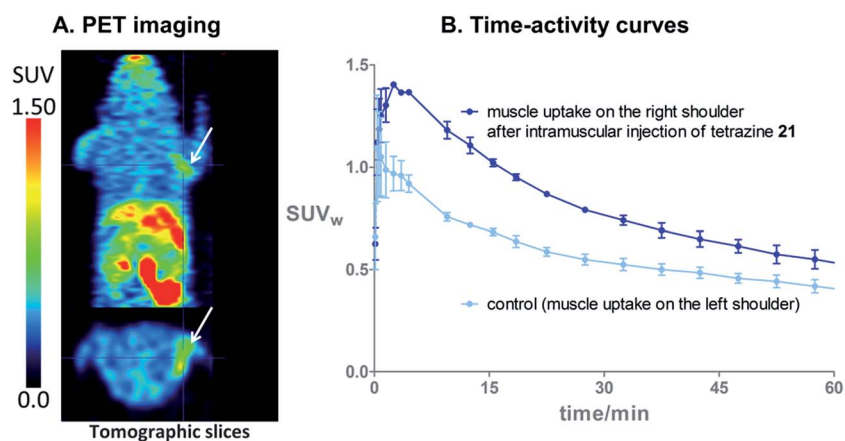 A. PET imaging
SUV
1.50
0.0
Tomographic slices
B. Time-activity curves
1.5
1.0
0.5
0.0
SUVw
muscle uptake on the right shoulder
after intramuscular injection of tetrazine 21
control (muscle uptake on the left shoulder)
0
15
30
45
60
time/min